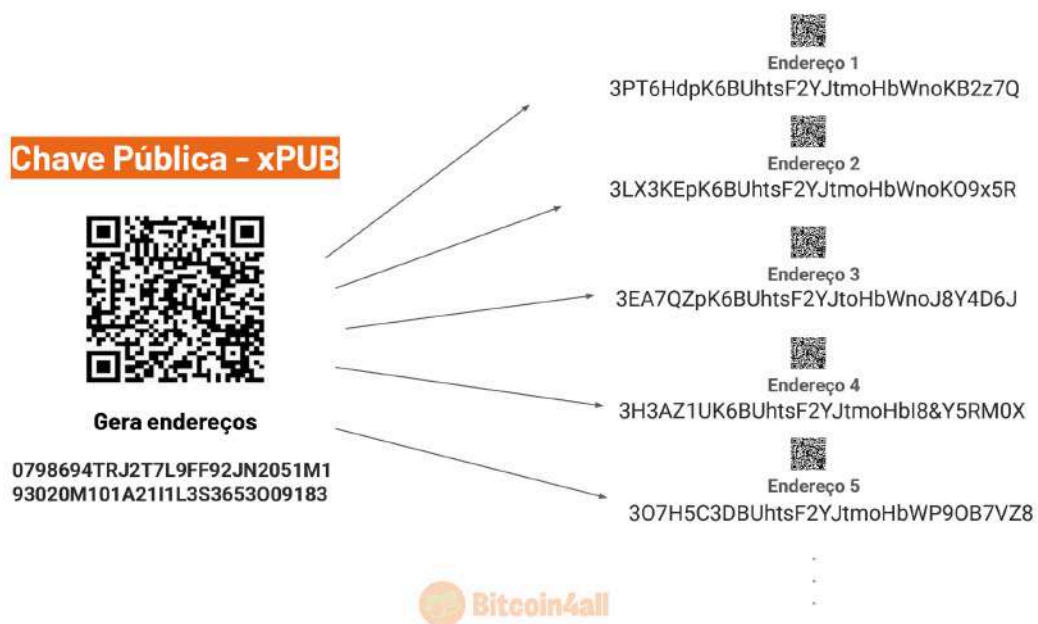 Chave Pública - xPUB
Gera endereços
0798694TRJ2T7L9FF92JN2051M1
93020M101A21I1L3S3653O09183
Endereço 1
3PT6HdpK6BUhtsF2YJtmoHbWnoKB2z7Q
Endereço 2
3LX3KEpK6BUhtsF2YJtmoHbWnoKO9x5R
Endereço 3
3EA7QZpK6BUhtsF2YJtoHbWnoJ8Y4D6J
Endereço 4
3H3AZ1UK6BUhtsF2YJtmoHbI8&Y5RM0X
Endereço 5
3O7H5C3DBUhtsF2YJtmoHbWP9OB7VZ8
Bitcoin4all